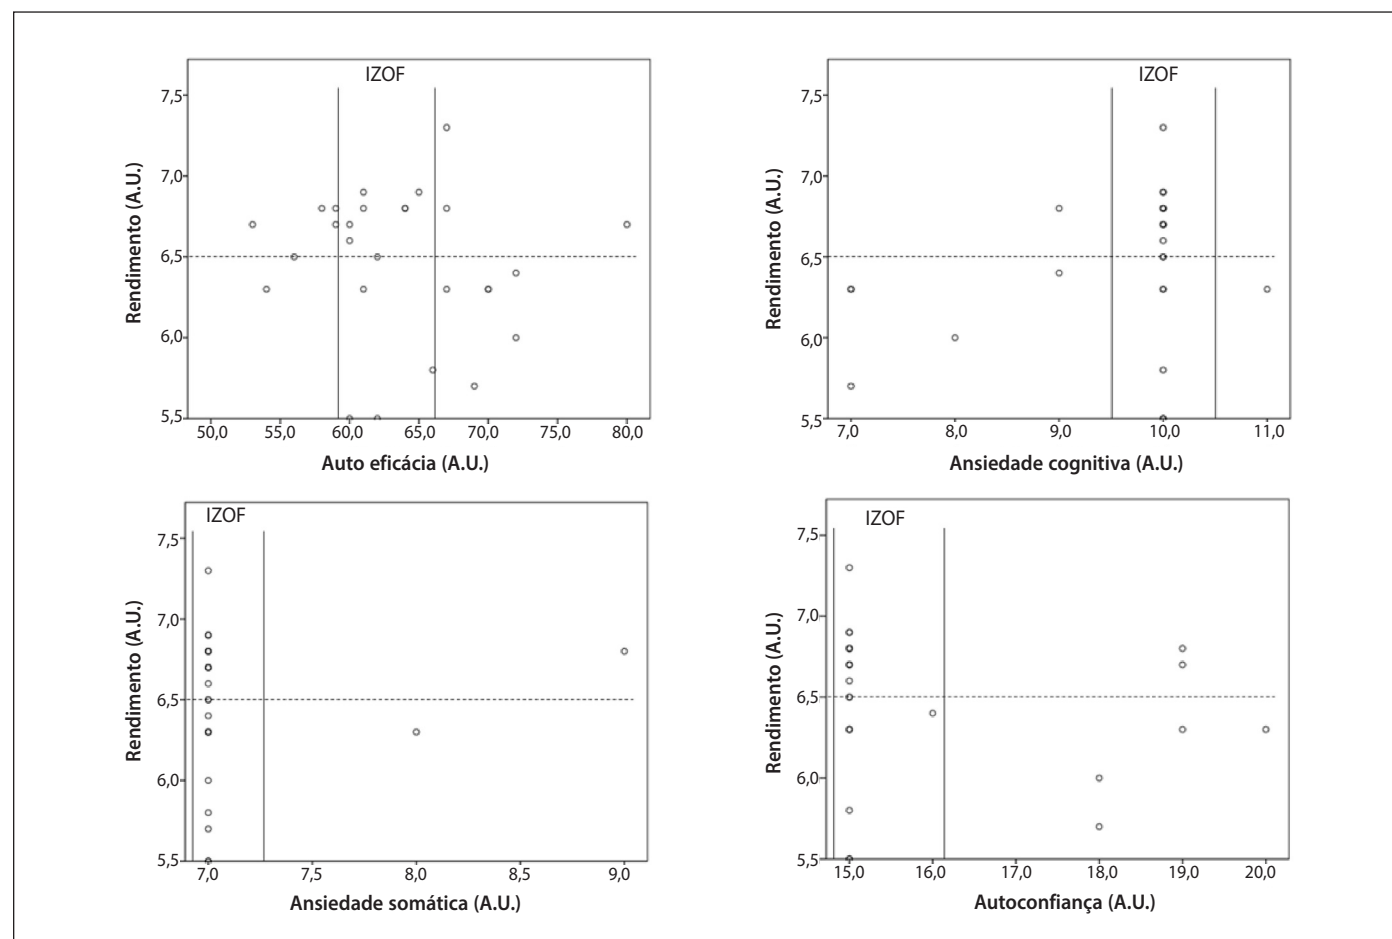 IZOF
7,5
7,0
6,5
6,0
5,5
Rendimento (A.U.)
50,0 55,0 60,0 65,0 70,0 75,0 80,0
Auto eficácia (A.U.)
IZOF
7,5
7,0
6,5
6,0
5,5
Rendimento (A.U.)
7,0 8,0 9,0 10,0 11,0
Ansiedade cognitiva (A.U.)
IZOF
7,5
7,0
6,5
6,0
5,5
Rendimento (A.U.)
7,0 7,5 8,0 8,5 9,0
Ansiedade somática (A.U.)
IZOF
7,5
7,0
6,5
6,0
5,5
Rendimento (A.U.)
15,0 16,0 17,0 18,0 19,0 20,0
Autoconfiança (A.U.)